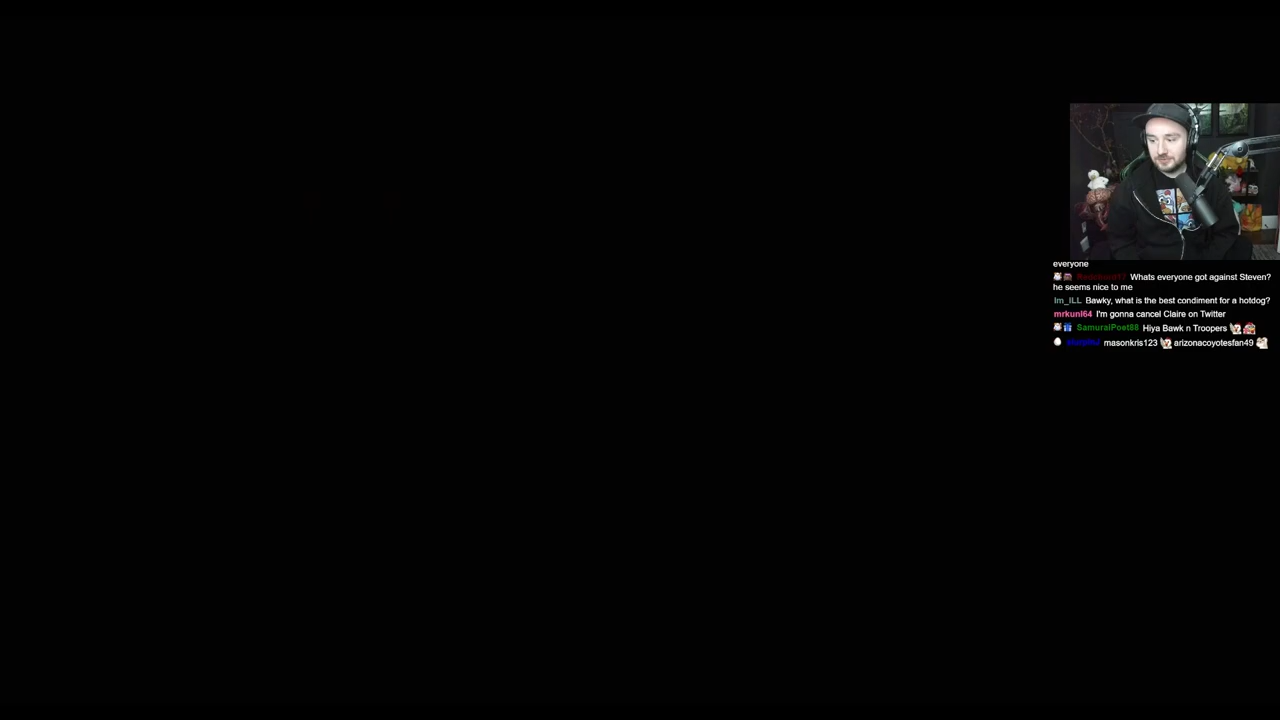 everyone
Whats everyone got against Steven?
he seems nice to me
Im_ILL Bawky, what is the best condiment for a hotdog?
mrkuni64 I'm gonna cancel Claire on Twitter
SamuraiPoet88 Hiya Bawk n Troopers
masonkris123 arizonacoyotesfan49